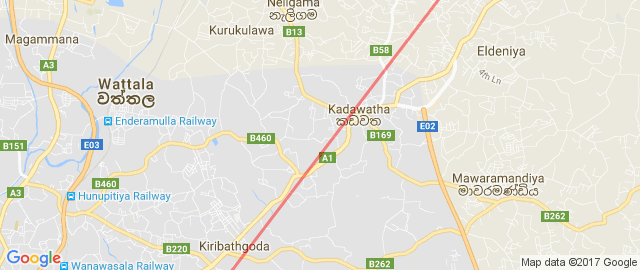 Neligama
නැලිගම
Kurukulawa
B13
Magammana
B58
Eldeniya
4th Ln
Wattala
වත්තල
Kadawatha
කඩවත
Enderamulla Railway
B460
B169
E02
B151
E03
A1
Mawaramandiya
මාවරමණ්ඩිය
A3
B460
A3
Hunupitiya Railway
B262
B220
Kiribathgoda
B262
Google
Wanawasala Railway
Map data ©2017 Google